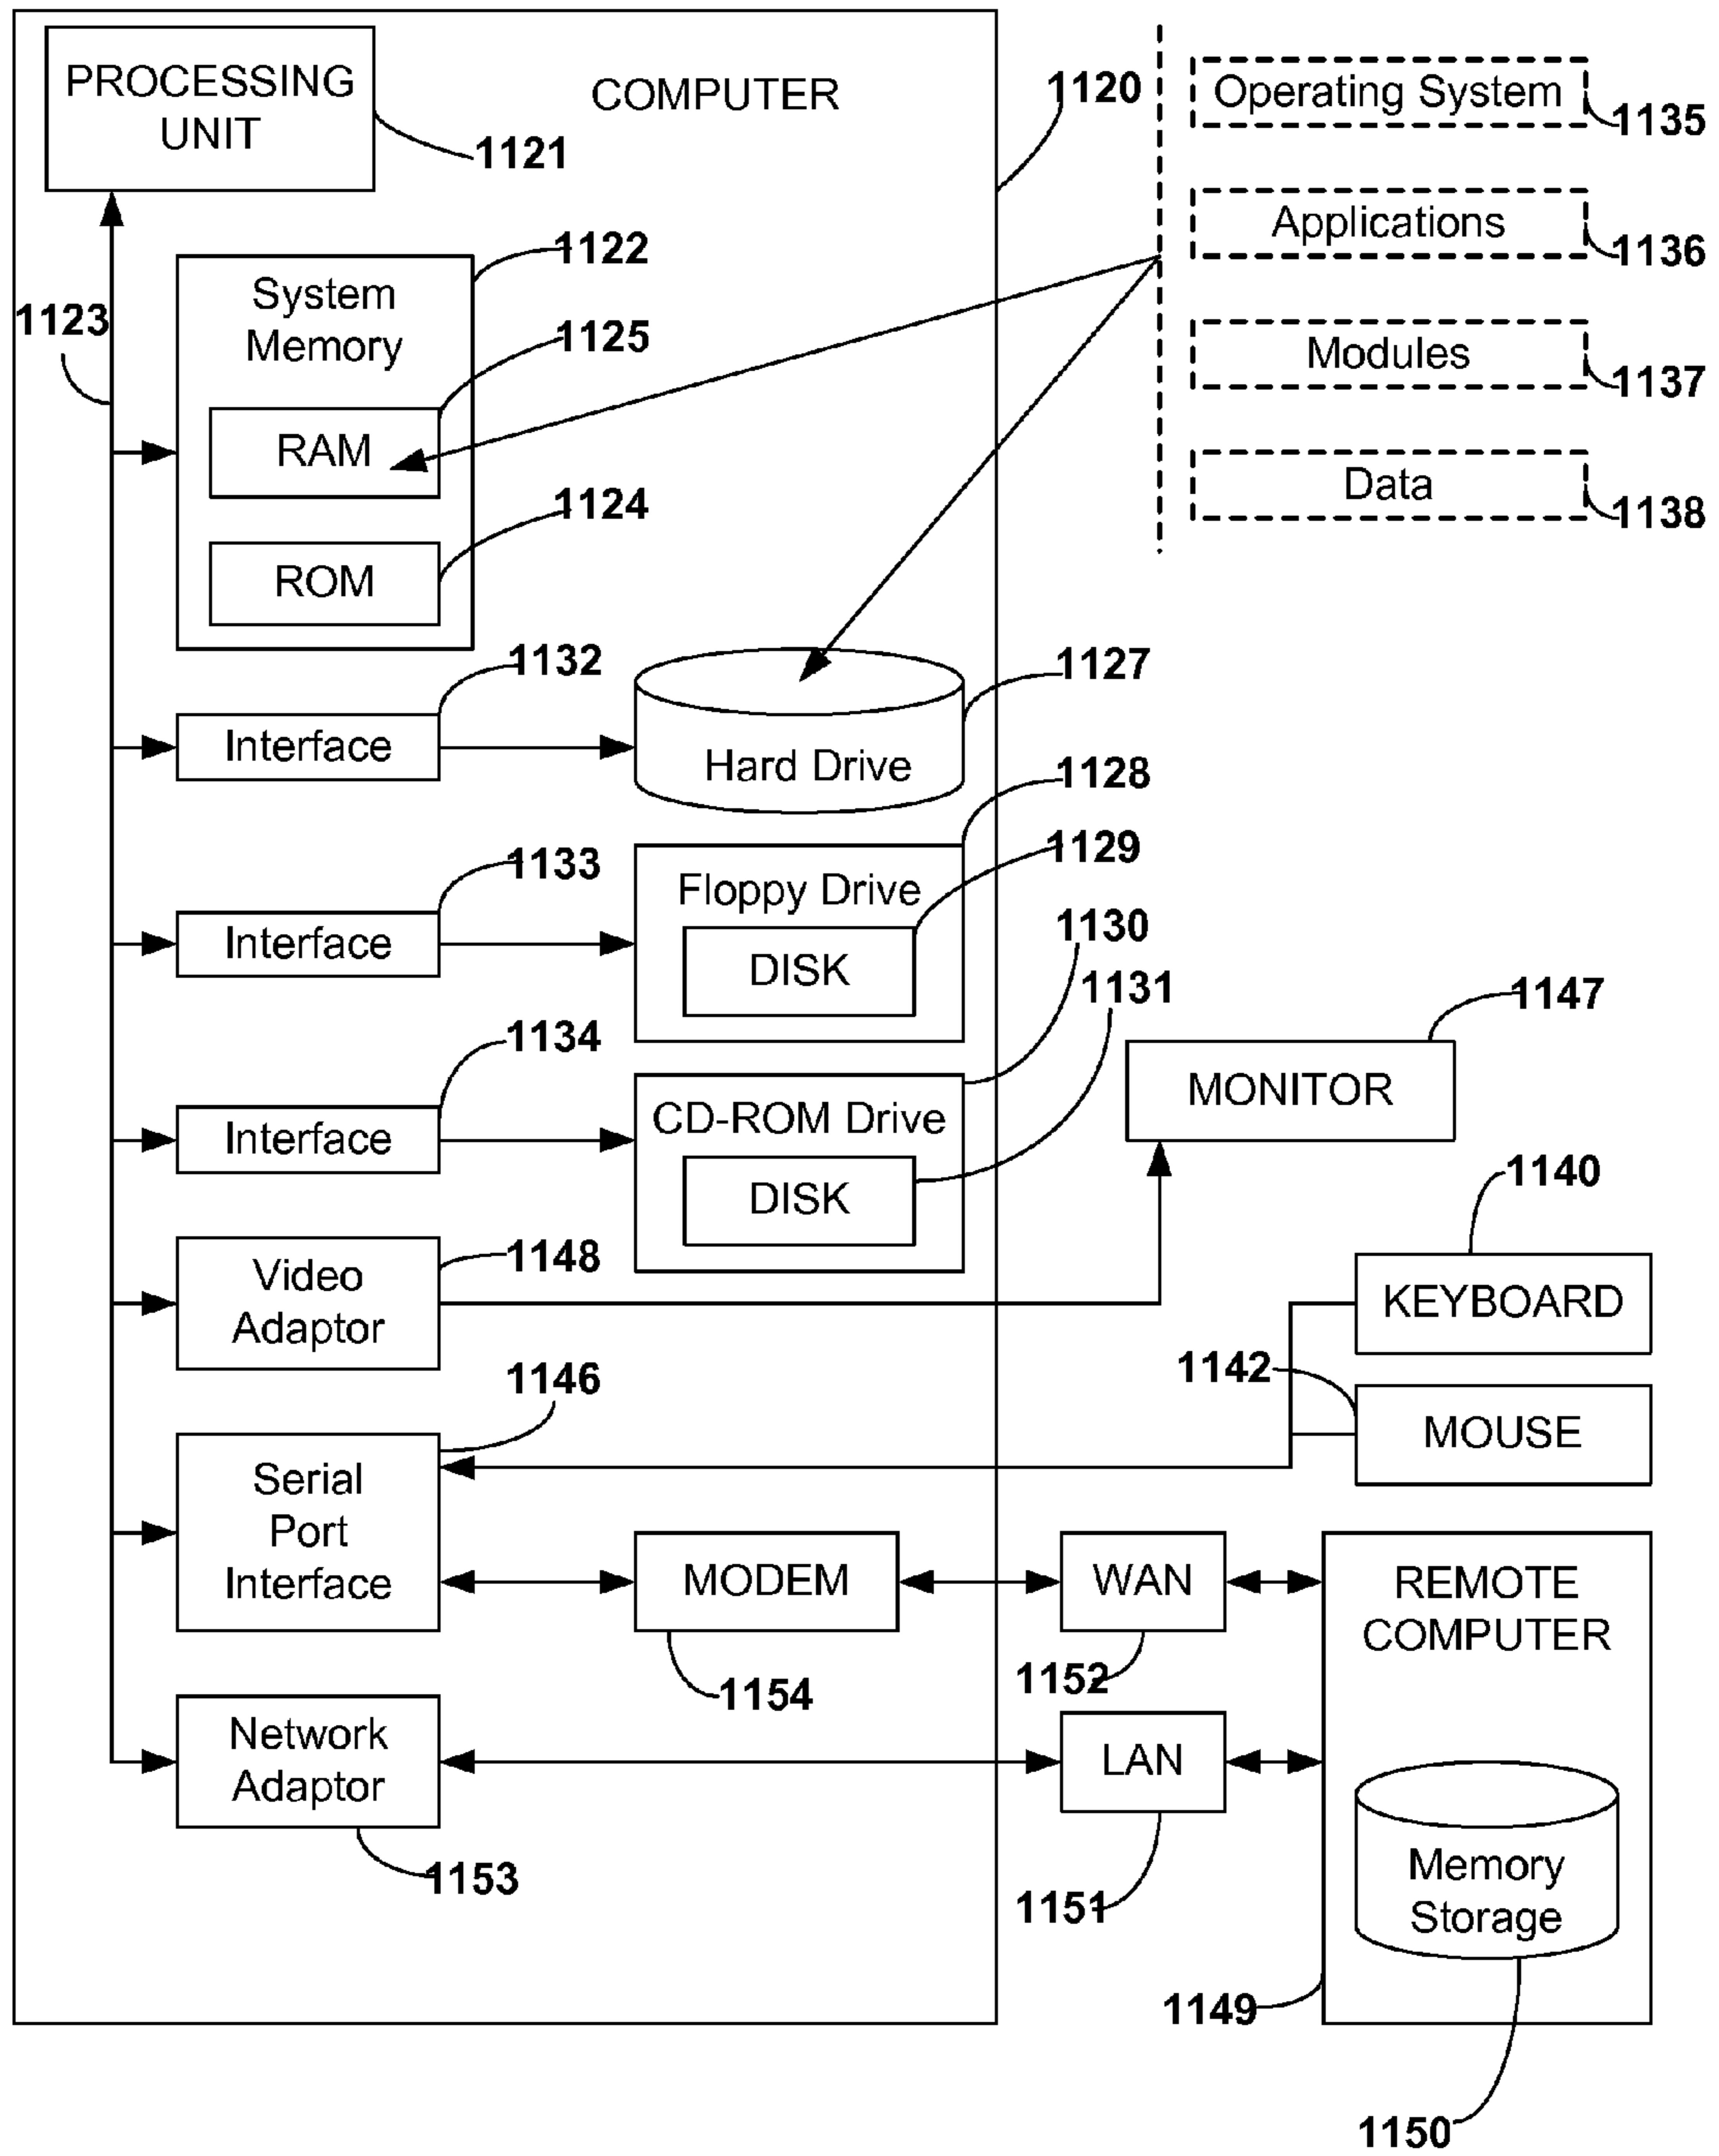 PROCESSING
UNIT
1121
COMPUTER
1120
Operating System
1135
Applications
1136
Modules
1137
Data
1138
1123
System
Memory
1122
1125
RAM
1124
ROM
1132
Interface
1127
Hard Drive
1133
Interface
1128
1129
Floppy Drive
DISK
1134
Interface
1130
1131
CD-ROM Drive
DISK
1147
MONITOR
1148
Video
Adaptor
1140
KEYBOARD
1142
MOUSE
1146
Serial
Port
Interface
MODEM
1154
WAN
1152
REMOTE
COMPUTER
Network
Adaptor
1153
LAN
1151
Memory
Storage
1149
1150